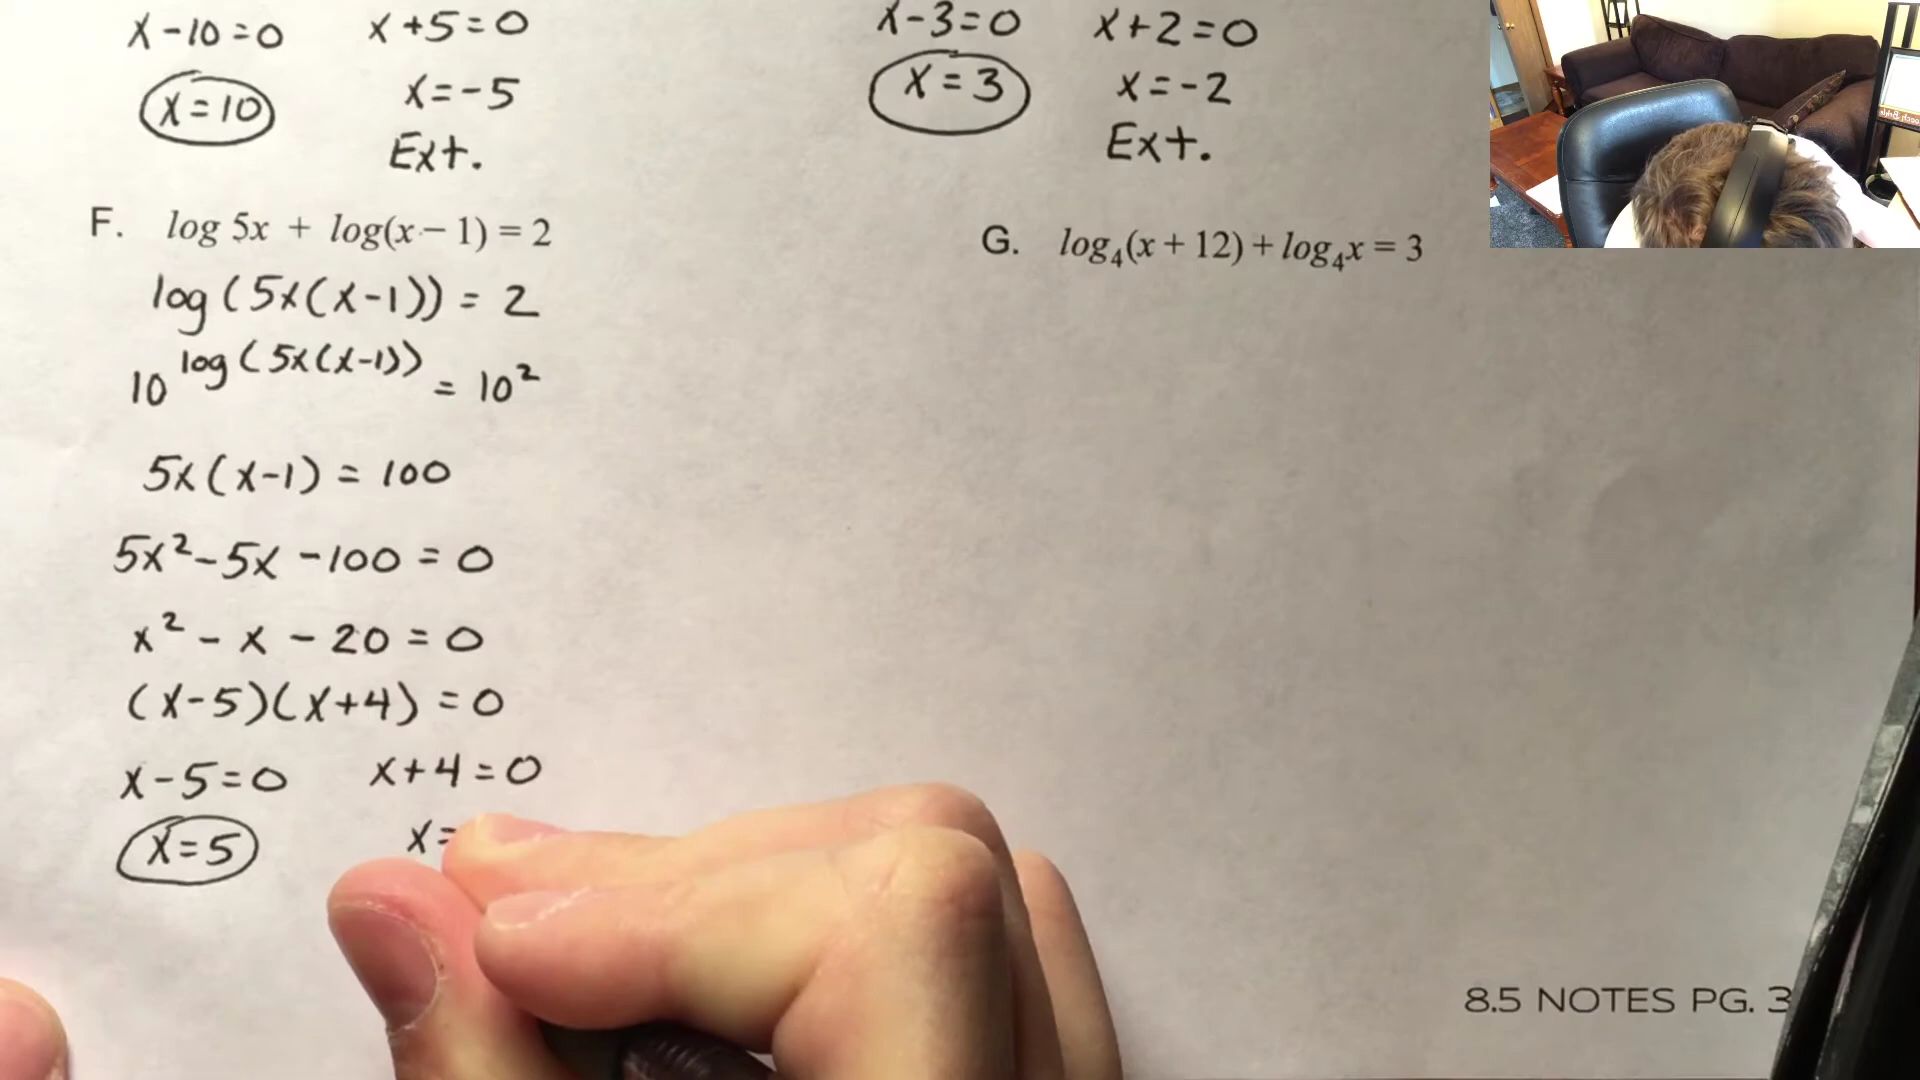 x-10=0 x+5=0
x=10 x=-5
Ext.
x-3=0 x+2=0
x=3 x=-2
Ext.
F. log 5x + log(x - 1) = 2
log(5x(x-1)) = 2
10^log(5x(x-1)) = 10²
5x(x-1) = 100
5x²-5x-100=0
x²-x-20=0
(x-5)(x+4)=0
x-5=0 x+4=0
x=5 x=
G. log₄(x + 12) + log₄x = 3
8.5 NOTES PG. 3